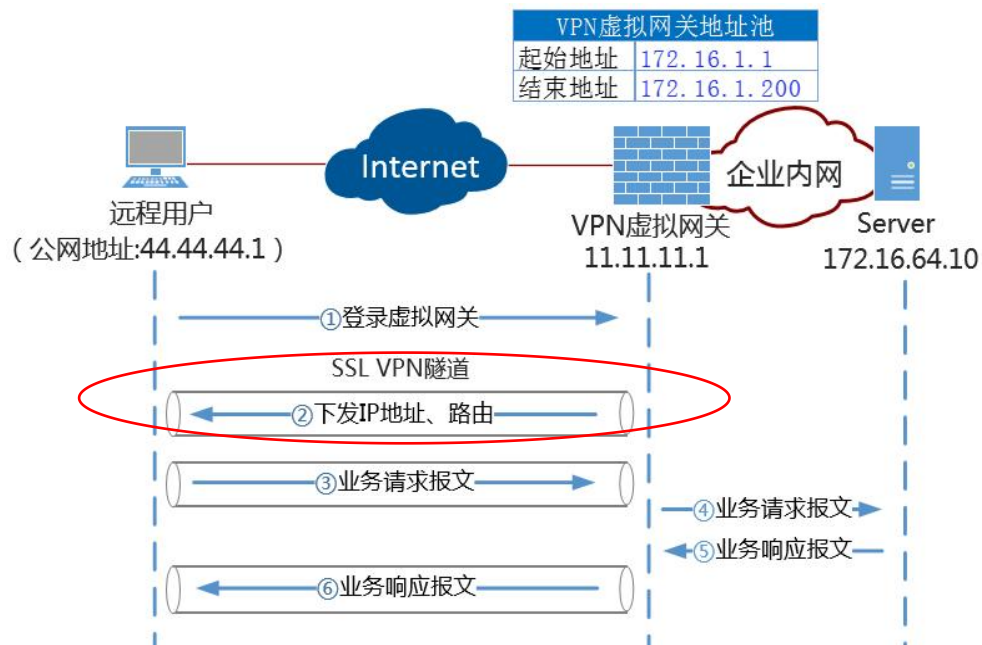 VPN虚拟网关地址池
起始地址 172.16.1.1
结束地址 172.16.1.200
Internet
企业内网
远程用户
（公网地址:44.44.44.1）
VPN虚拟网关
11.11.11.1
Server
172.16.64.10
①登录虚拟网关
SSL VPN隧道
②下发IP地址、路由
③业务请求报文
④业务请求报文
⑤业务响应报文
⑥业务响应报文